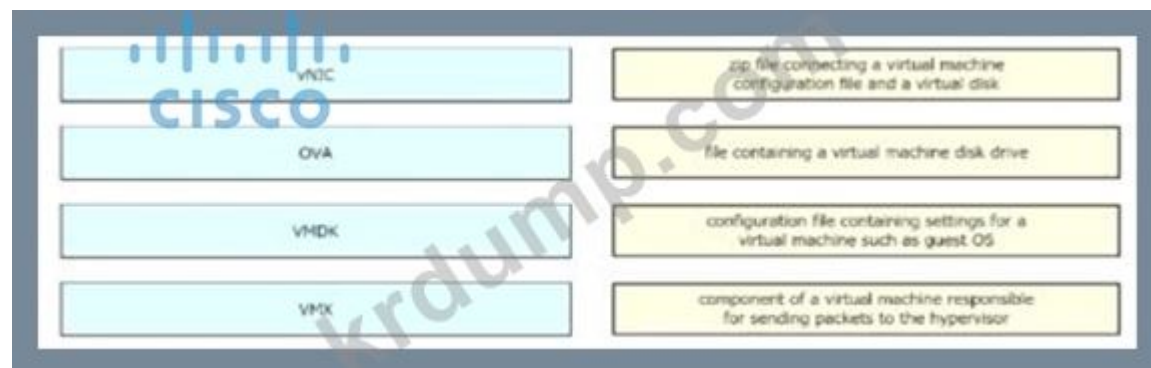 CISCO
vNIC
OVA
VMDK
VMX
zip file connecting a virtual machine
configuration file and a virtual disk
file containing a virtual machine disk drive
configuration file containing settings for a
virtual machine such as guest OS
component of a virtual machine responsible
for sending packets to the hypervisor
krdump.com